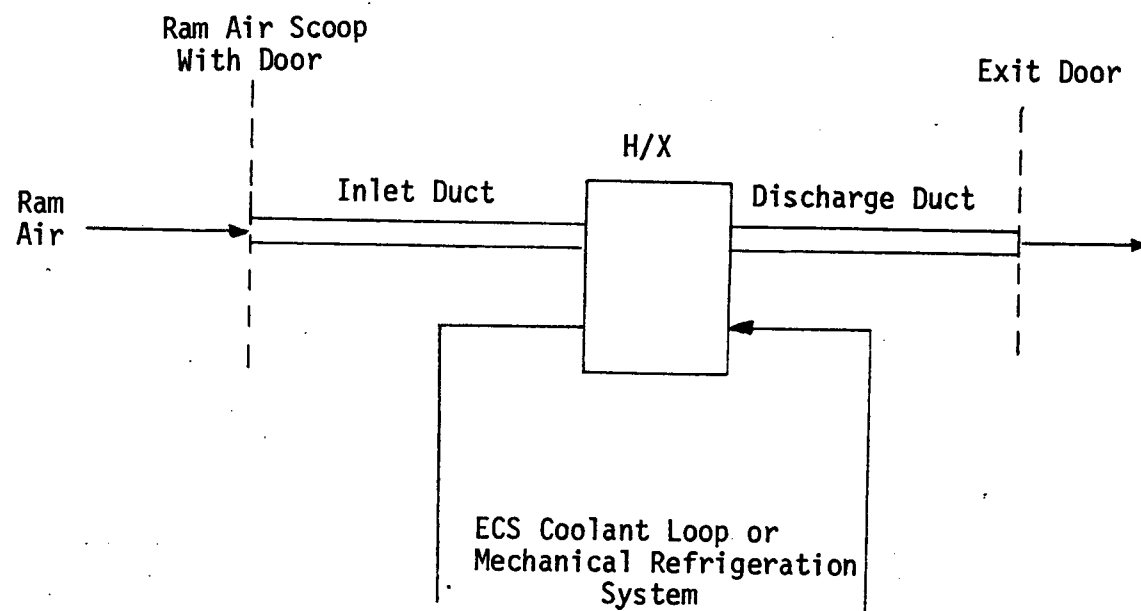 Ram Air Scoop
With Door
Exit Door
H/X
Inlet Duct
Discharge Duct
Ram
Air
ECS Coolant Loop or
Mechanical Refrigeration
System